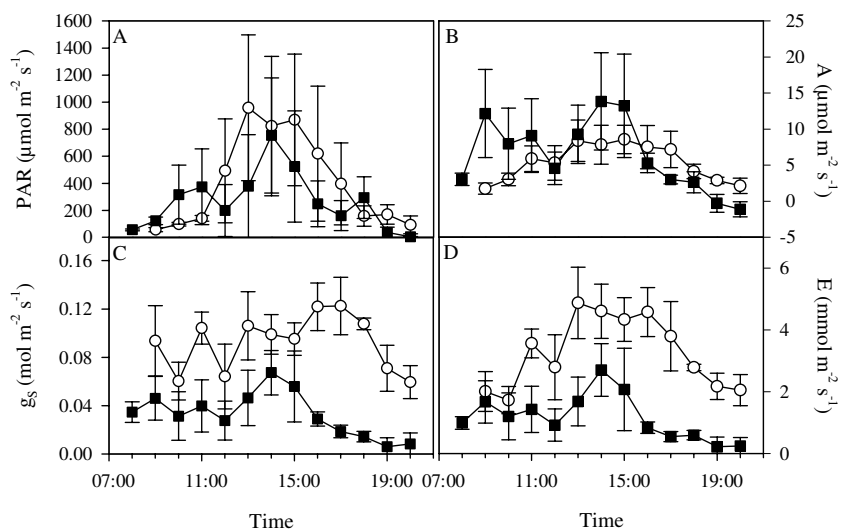 A
B
C
D
1600
1400
1200
1000
800
600
400
200
0
PAR (µmol m-2 s-1)
25
20
15
10
5
0
-5
A (µmol m-2 s-1)
0.16
0.12
0.08
0.04
0.00
gs (mol m-2 s-1)
6
4
2
0
E (mmol m-2 s-1)
07:00 11:00 15:00 19:00
11:00 15:00 19:00
Time
Time